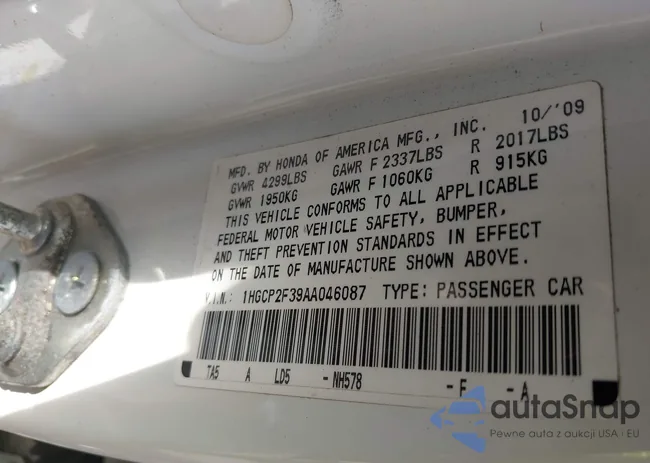 MFD. BY HONDA OF AMERICA MFG., INC. 10/'09
GVWR 4299LBS GAWR F 2337LBS R 2017LBS
GVWR 1950KG GAWR F 1060KG R 915KG
THIS VEHICLE CONFORMS TO ALL APPLICABLE
FEDERAL MOTOR VEHICLE SAFETY, BUMPER,
AND THEFT PREVENTION STANDARDS IN EFFECT
ON THE DATE OF MANUFACTURE SHOWN ABOVE.
V.I.N.: 1HGCP2F39AA046087 TYPE: PASSENGER CAR
TA5 A LD5 -NH578 -F -A
autaSnap
Pewne auta z aukcji USA · EU